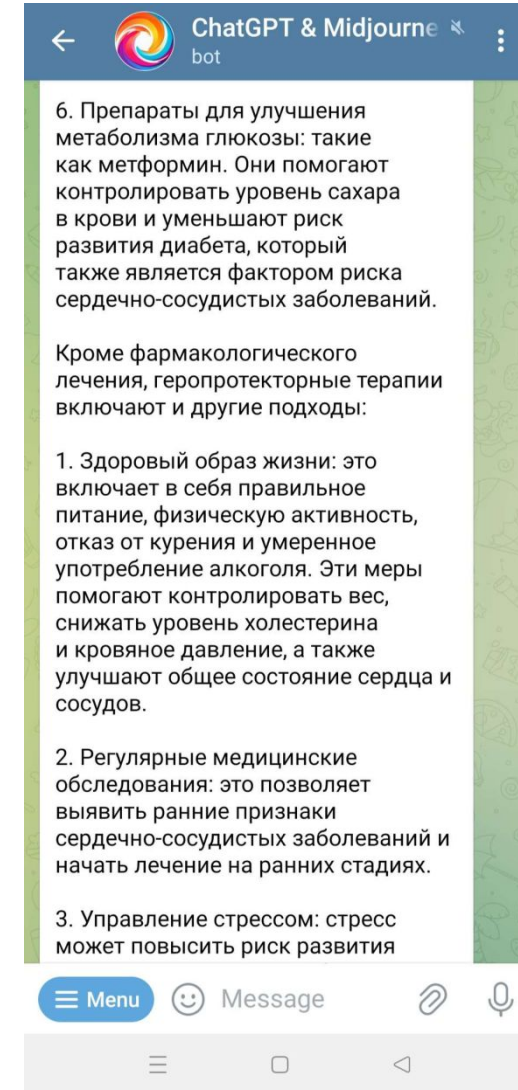 ChatGPT & Midjourne
bot
6. Препараты для улучшения
метаболизма глюкозы: такие
как метформин. Они помогают
контролировать уровень сахара
в крови и уменьшают риск
развития диабета, который
также является фактором риска
сердечно-сосудистых заболеваний.
Кроме фармакологического
лечения, геропротекторные терапии
включают и другие подходы:
1. Здоровый образ жизни: это
включает в себя правильное
питание, физическую активность,
отказ от курения и умеренное
употребление алкоголя. Эти меры
помогают контролировать вес,
снижать уровень холестерина
и кровяное давление, а также
улучшают общее состояние сердца и
сосудов.
2. Регулярные медицинские
обследования: это позволяет
выявить ранние признаки
сердечно-сосудистых заболеваний и
начать лечение на ранних стадиях.
3. Управление стрессом: стресс
может повысить риск развития
Menu
Message